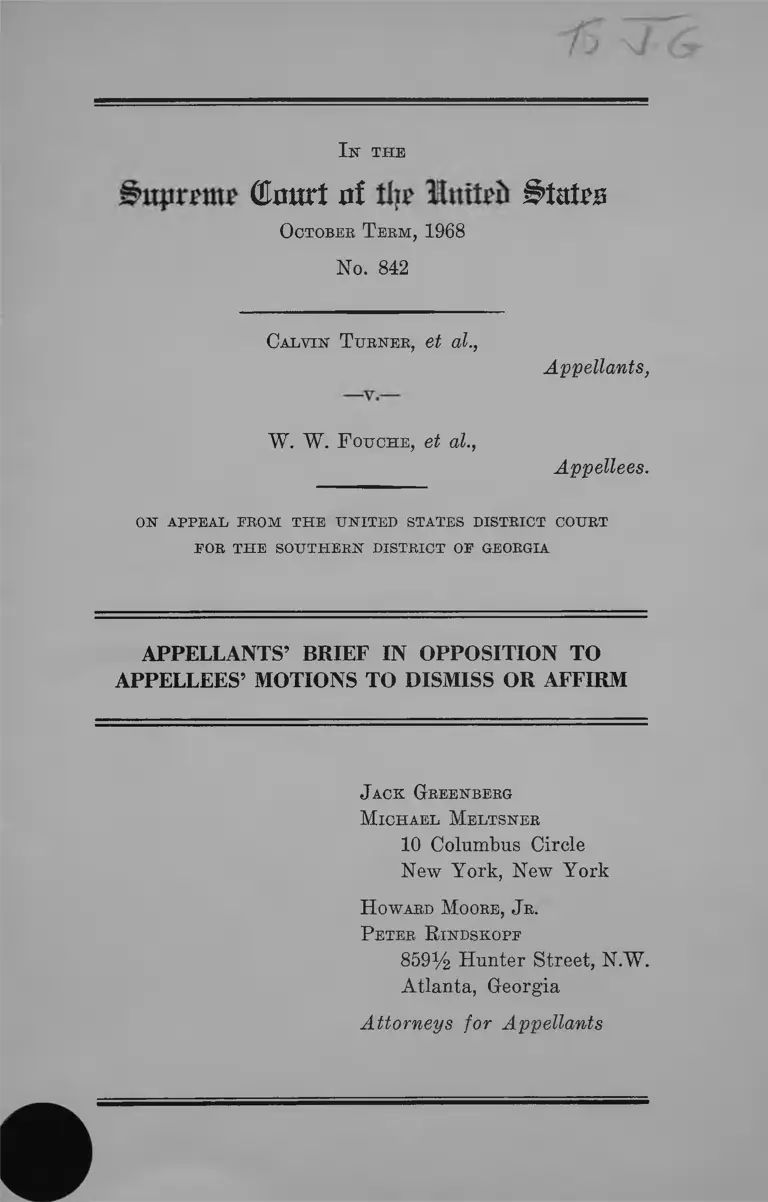 JG
IN THE
Supreme Court of the United States
OCTOBER TERM, 1968
No. 842
CALVIN TURNER, et al.,
Appellants,
—v.—
W. W. FOUCHE, et al.,
Appellees.
ON APPEAL FROM THE UNITED STATES DISTRICT COURT
FOR THE SOUTHERN DISTRICT OF GEORGIA
APPELLANTS’ BRIEF IN OPPOSITION TO
APPELLEES’ MOTIONS TO DISMISS OR AFFIRM
JACK GREENBERG
MICHAEL MELTSNER
10 Columbus Circle
New York, New York
HOWARD MOORE, JR.
PETER RINDSKOPF
859½ Hunter Street, N.W.
Atlanta, Georgia
Attorneys for Appellants